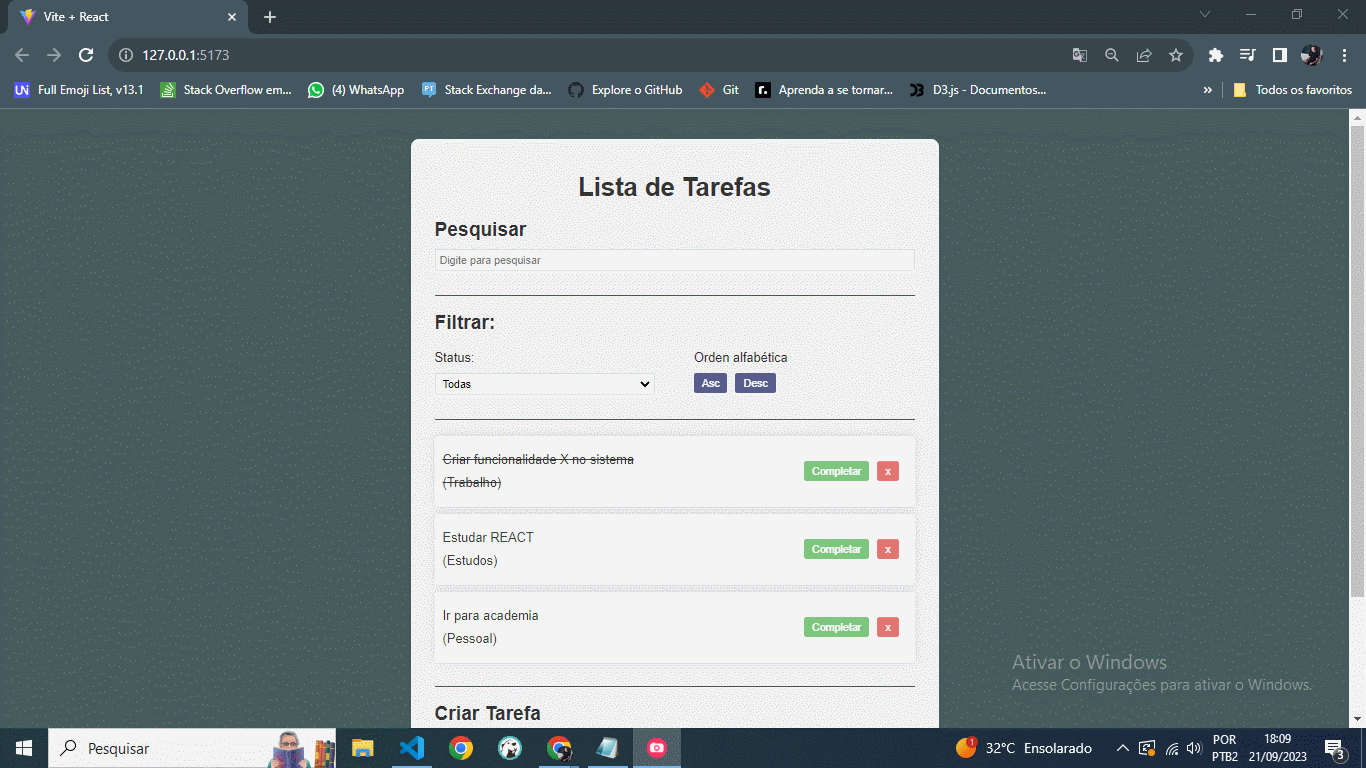 Vite + React
127.0.0.1:5173
UN Full Emoji List, v13.1 Stack Overflow em... (4) WhatsApp PT Stack Exchange da... Explore o GitHub Git r. Aprenda a se tornar... D3.js - Documentos... » Todos os favoritos
Lista de Tarefas
Pesquisar
Digite para pesquisar
Filtrar:
Status: Orden alfabética
Todas Asc Desc
Criar funcionalidade X no sistema
(Trabalho)
Completar x
Estudar REACT
(Estudos)
Completar x
Ir para academia
(Pessoal)
Completar x
Ativar o Windows
Acesse Configurações para ativar o Windows.
Criar Tarefa
Pesquisar 1 32°C Ensolarado POR 18:09
PTB2 21/09/2023 3